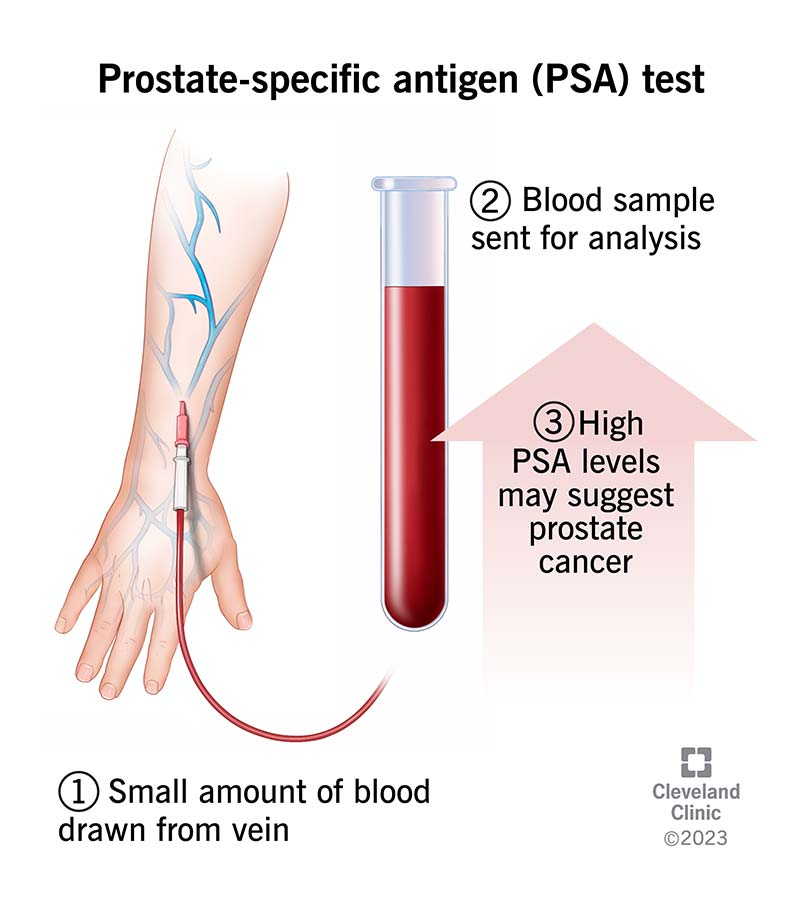 Prostate-specific antigen (PSA) test
② Blood sample
sent for analysis
③High
PSA levels
may suggest
prostate
cancer
① Small amount of blood
drawn from vein
Cleveland
Clinic
©2023